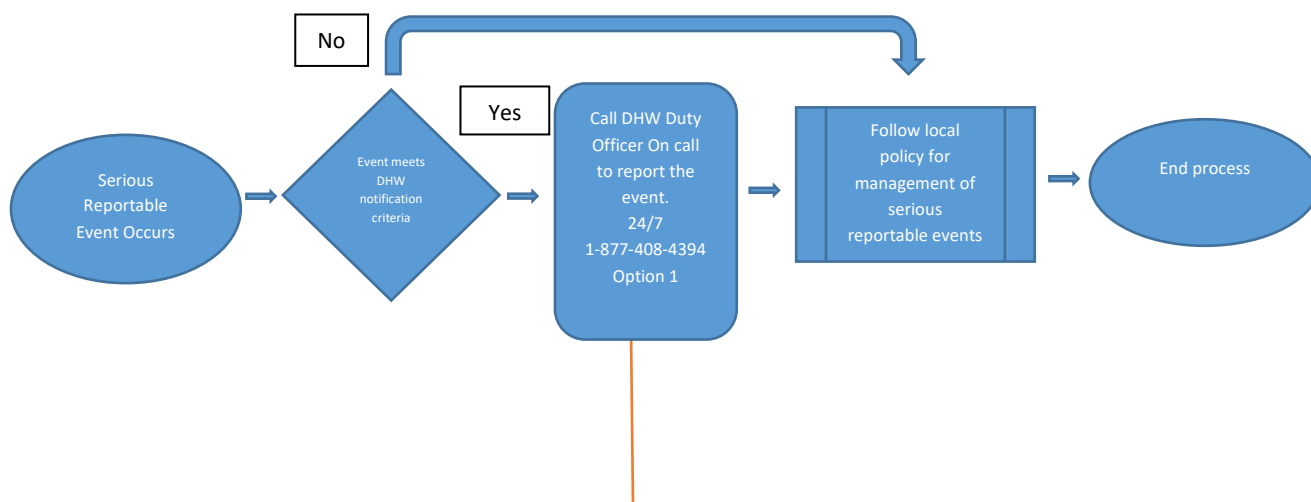 No
Yes
Serious
Reportable
Event Occurs
Event meets
DHW
notification
criteria
Call DHW Duty
Officer On call
to report the
event.
24/7
1-877-408-4394
Option 1
Follow local
policy for
management of
serious
reportable events
End process